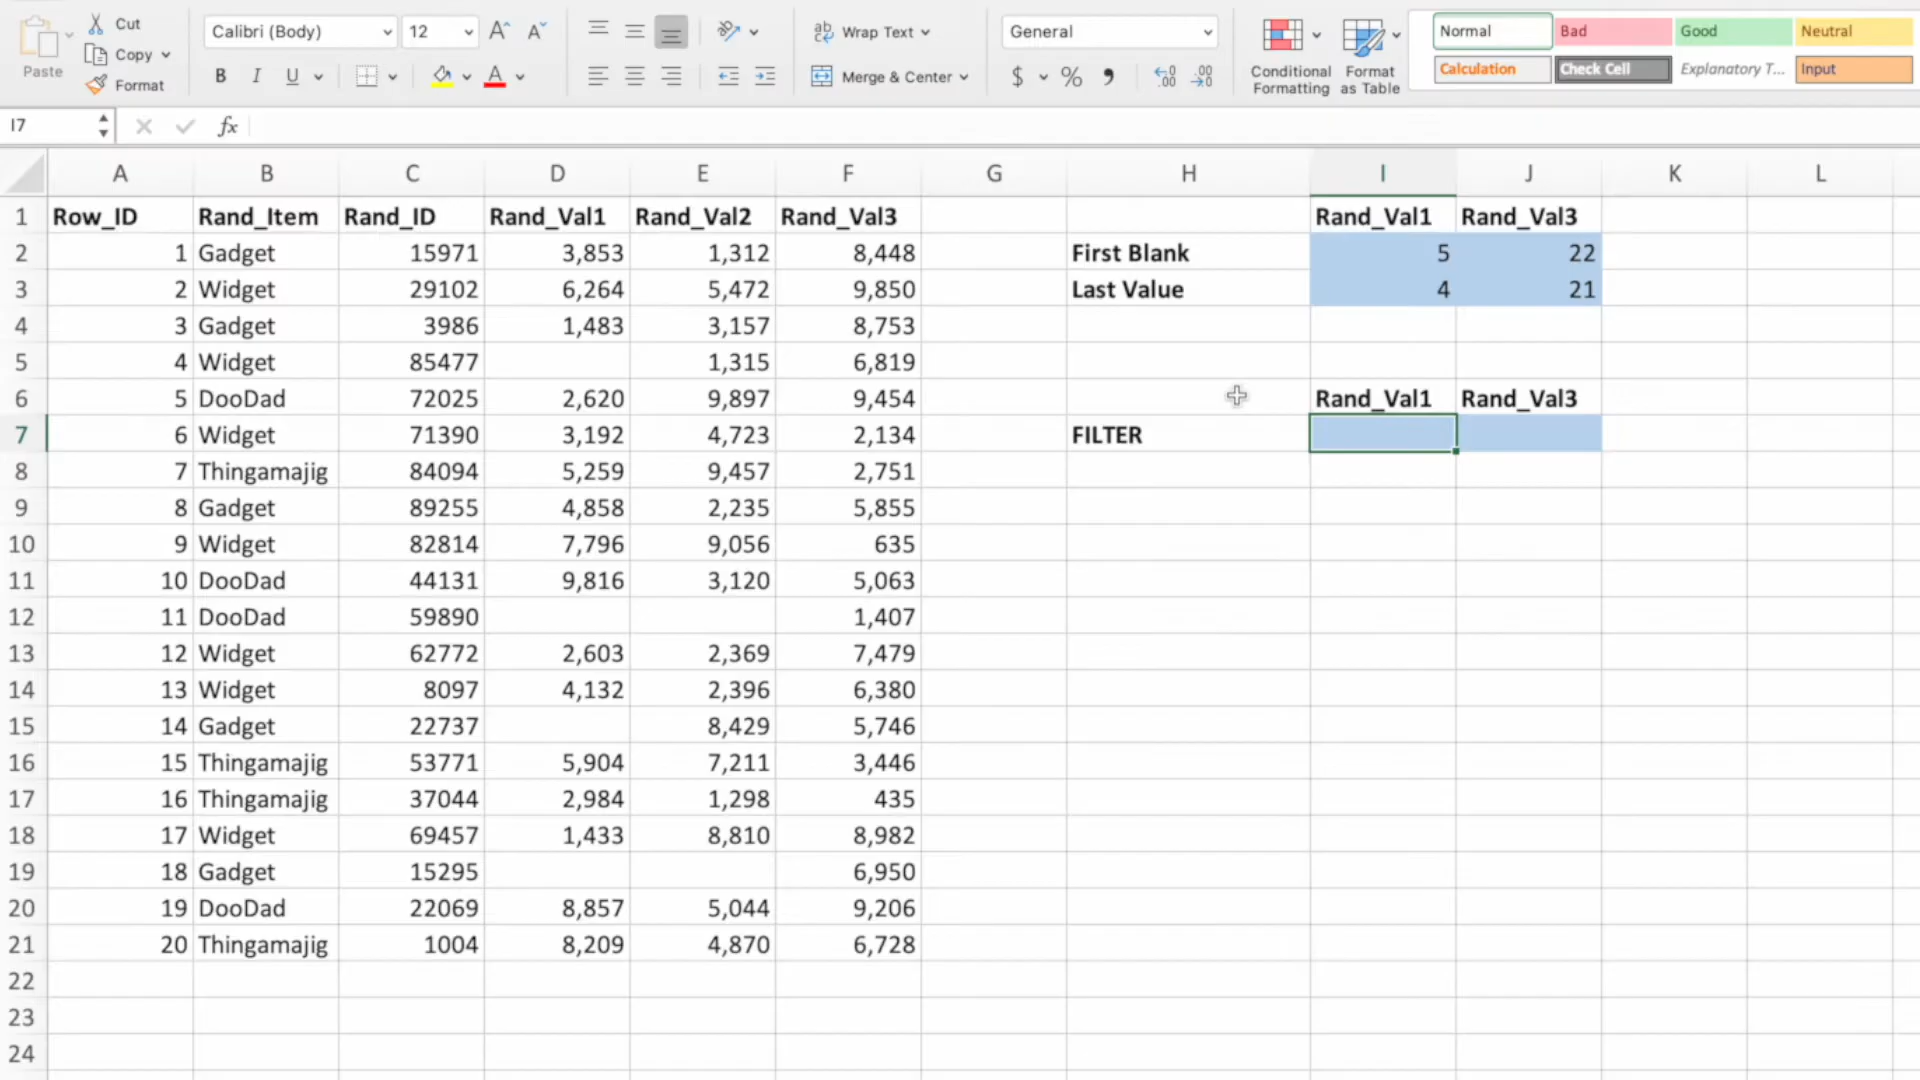 Paste
Cut
Copy
Format
Calibri (Body) 12 A^ Aˇ
B I U A
ab Wrap Text
Merge & Center
General
$ % ,
Conditional Formatting
Format as Table
Normal Bad Good Neutral
Calculation Check Cell Explanatory T... Input
I7 fx
A B C D E F G H I J K L
1 Row_ID Rand_Item Rand_ID Rand_Val1 Rand_Val2 Rand_Val3 Rand_Val1 Rand_Val3
2 1 Gadget 15971 3,853 1,312 8,448 First Blank 5 22
3 2 Widget 29102 6,264 5,472 9,850 Last Value 4 21
4 3 Gadget 3986 1,483 3,157 8,753
5 4 Widget 85477 1,315 6,819
6 5 DooDad 72025 2,620 9,897 9,454 Rand_Val1 Rand_Val3
7 6 Widget 71390 3,192 4,723 2,134 FILTER
8 7 Thingamajig 84094 5,259 9,457 2,751
9 8 Gadget 89255 4,858 2,235 5,855
10 9 Widget 82814 7,796 9,056 635
11 10 DooDad 44131 9,816 3,120 5,063
12 11 DooDad 59890 1,407
13 12 Widget 62772 2,603 2,369 7,479
14 13 Widget 8097 4,132 2,396 6,380
15 14 Gadget 22737 8,429 5,746
16 15 Thingamajig 53771 5,904 7,211 3,446
17 16 Thingamajig 37044 2,984 1,298 435
18 17 Widget 69457 1,433 8,810 8,982
19 18 Gadget 15295 6,950
20 19 DooDad 22069 8,857 5,044 9,206
21 20 Thingamajig 1004 8,209 4,870 6,728
22
23
24